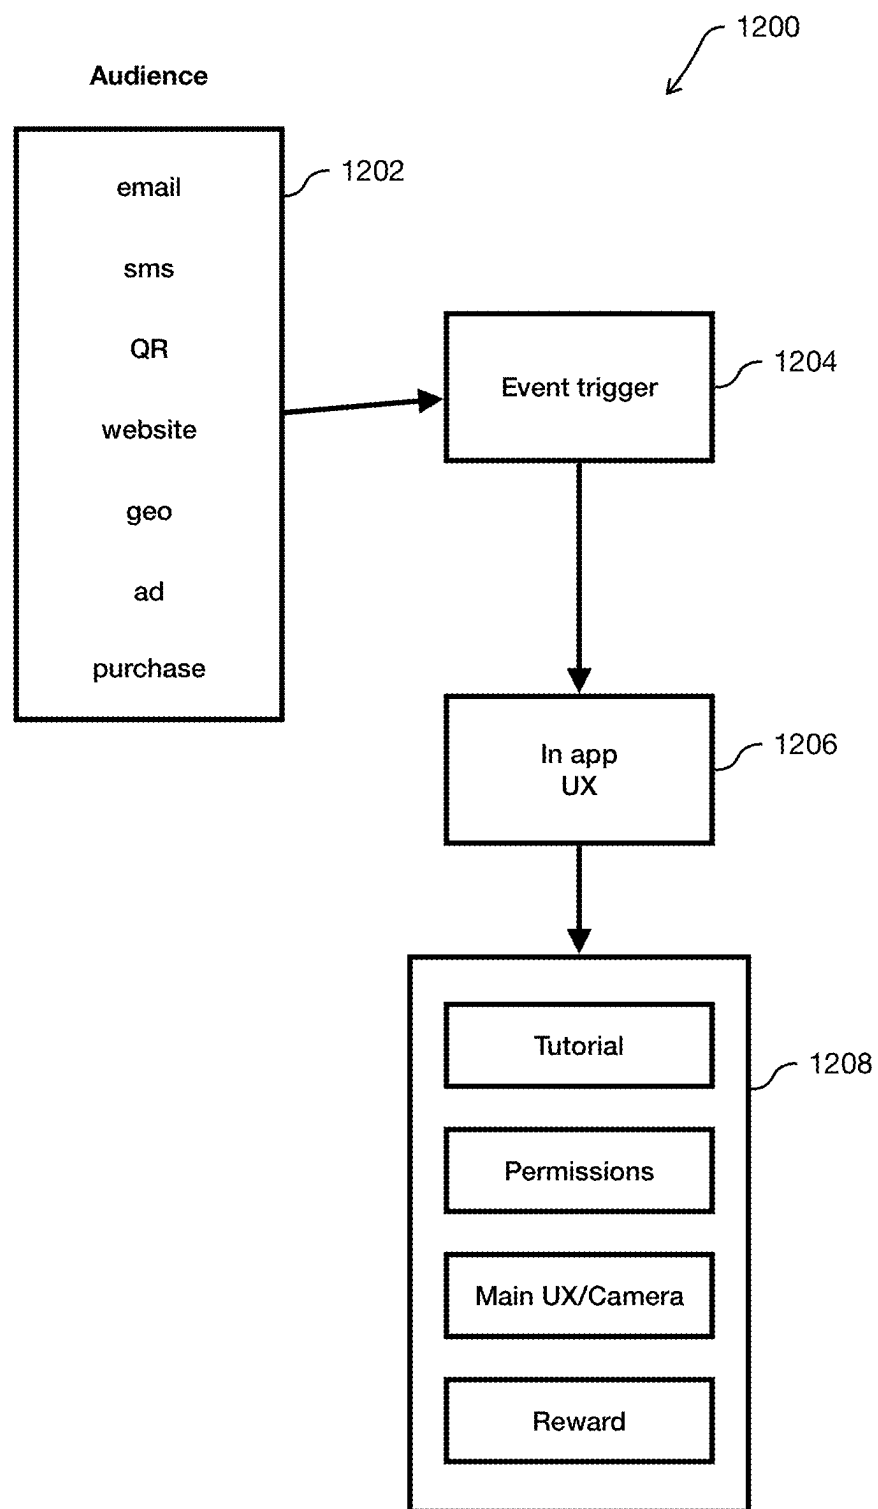 1200
Audience
1202
email
sms
QR
website
geo
ad
purchase
Event trigger
1204
In app
UX
1206
1208
Tutorial
Permissions
Main UX/Camera
Reward